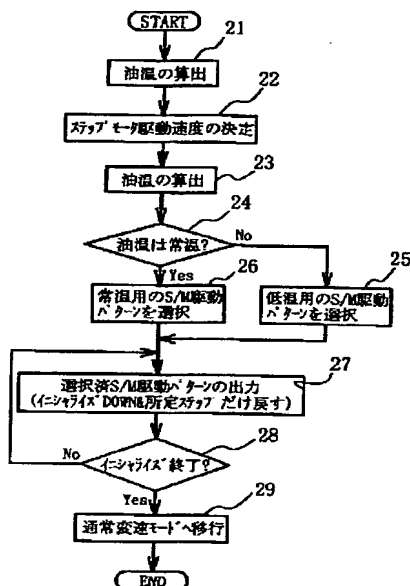 START
21
油温の算出
22
ステップモータ駆動速度の決定
23
油温の算出
24
油温は常温?
No
Yes
26
25
常温用のS/M駆動
パターンを選択
低温用のS/M駆動
パターンを選択
27
選択済S/M駆動パターンの出力
(イニシャライズDOWN&所定ステップだけ戻す)
28
No
イニシャライズ終了?
Yes
29
通常変速モードへ移行
END